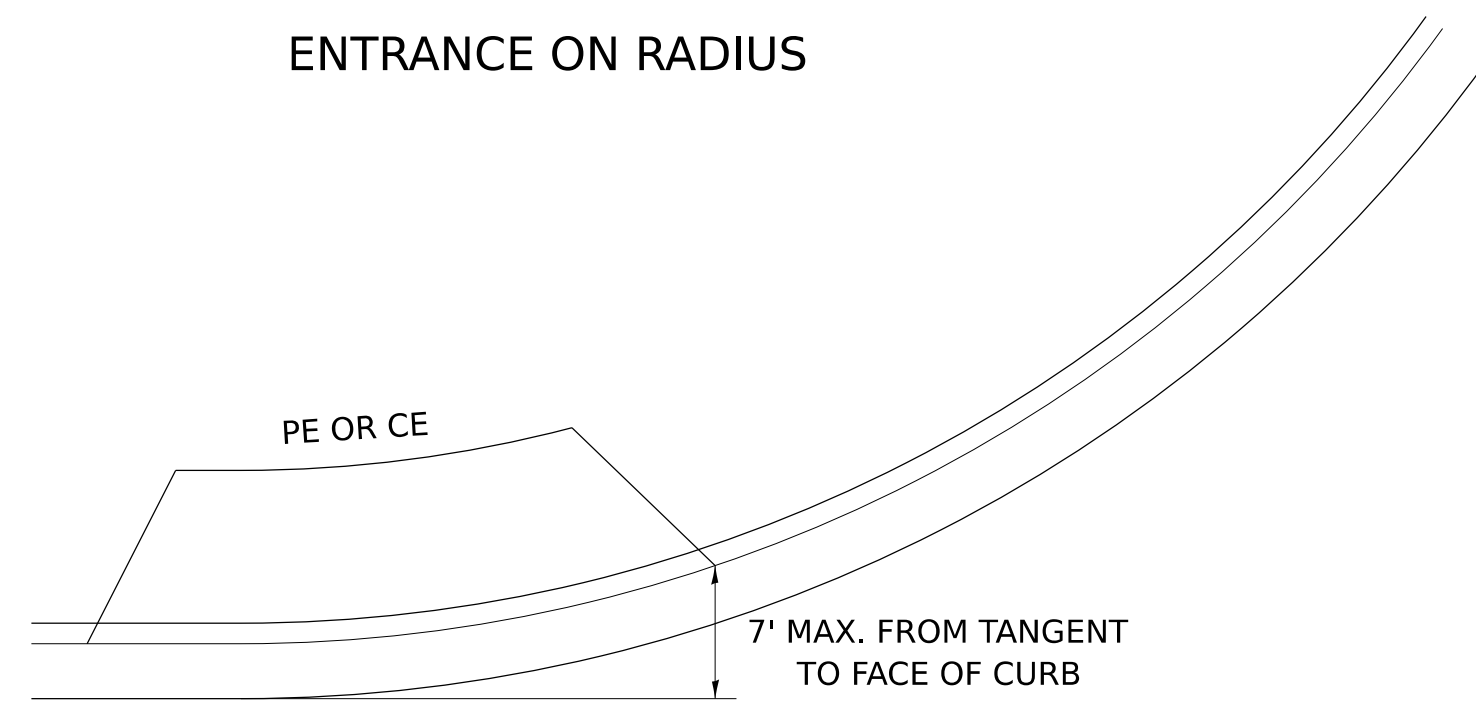 ENTRANCE ON RADIUS
PE OR CE
7' MAX. FROM TANGENT
TO FACE OF CURB